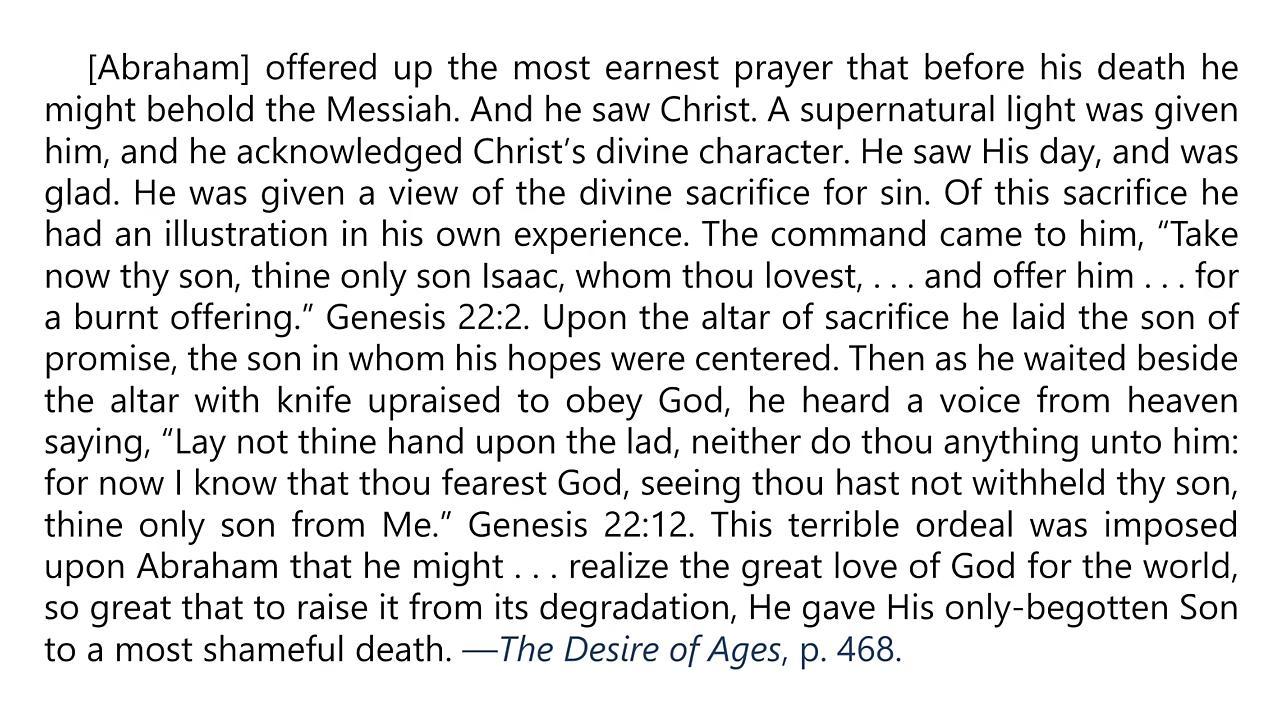 [Abraham] offered up the most earnest prayer that before his death he
might behold the Messiah. And he saw Christ. A supernatural light was given
him, and he acknowledged Christ’s divine character. He saw His day, and was
glad. He was given a view of the divine sacrifice for sin. Of this sacrifice he
had an illustration in his own experience. The command came to him, “Take
now thy son, thine only son Isaac, whom thou lovest, . . . and offer him . . . for
a burnt offering.” Genesis 22:2. Upon the altar of sacrifice he laid the son of
promise, the son in whom his hopes were centered. Then as he waited beside
the altar with knife upraised to obey God, he heard a voice from heaven
saying, “Lay not thine hand upon the lad, neither do thou anything unto him:
for now I know that thou fearest God, seeing thou hast not withheld thy son,
thine only son from Me.” Genesis 22:12. This terrible ordeal was imposed
upon Abraham that he might . . . realize the great love of God for the world,
so great that to raise it from its degradation, He gave His only-begotten Son
to a most shameful death. —The Desire of Ages, p. 468.